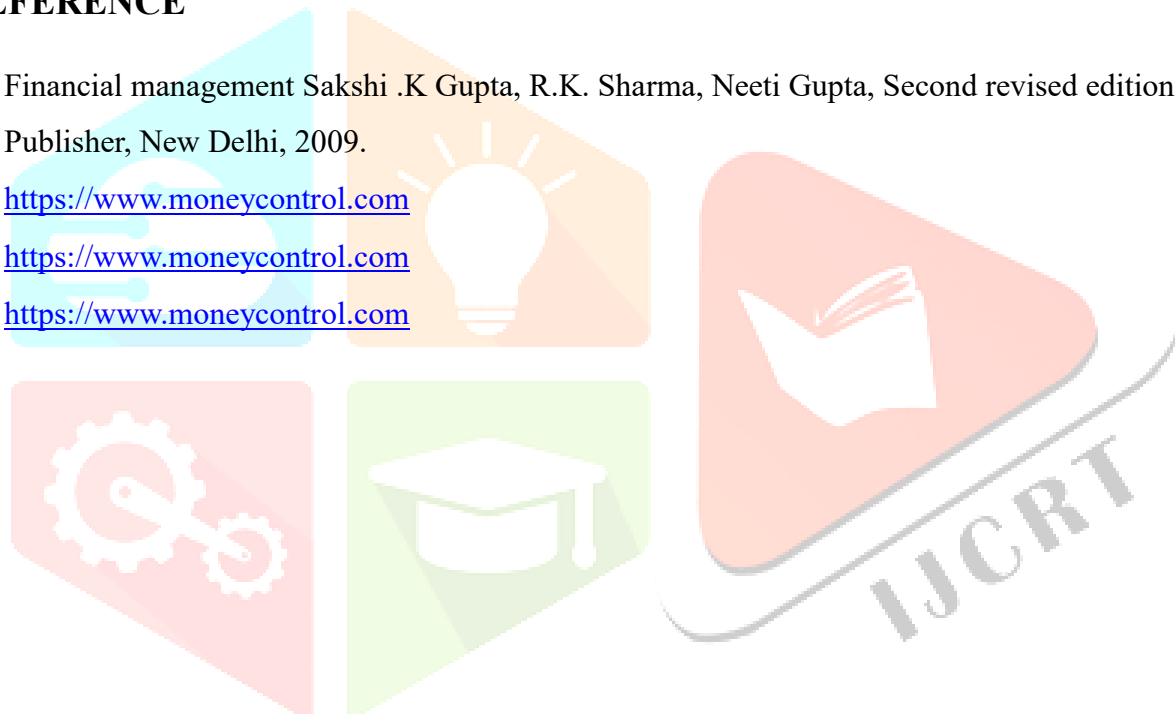 EFERENCE
Financial management Sakshi .K Gupta, R.K. Sharma, Neeti Gupta, Second revised edition
Publisher, New Delhi, 2009.
https://www.moneycontrol.com
https://www.moneycontrol.com
https://www.moneycontrol.com
IJCRT